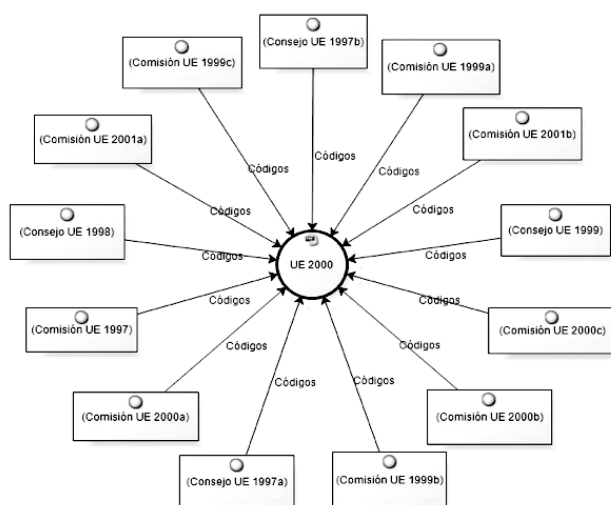 (Consejo UE 1997b)
(Comisión UE 1999c)
(Comisión UE 1999a)
(Comisión UE 2001a)
(Comisión UE 2001b)
Códigos
Códigos
Códigos
Códigos
Códigos
(Consejo UE 1998)
(Consejo UE 1999)
Códigos
Códigos
UE 2000
(Comisión UE 1997)
(Comisión UE 2000c)
Códigos
Códigos
Códigos
Códigos
Códigos
Códigos
(Comisión UE 2000a)
(Comisión UE 2000b)
(Consejo UE 1997a)
(Comisión UE 1999b)